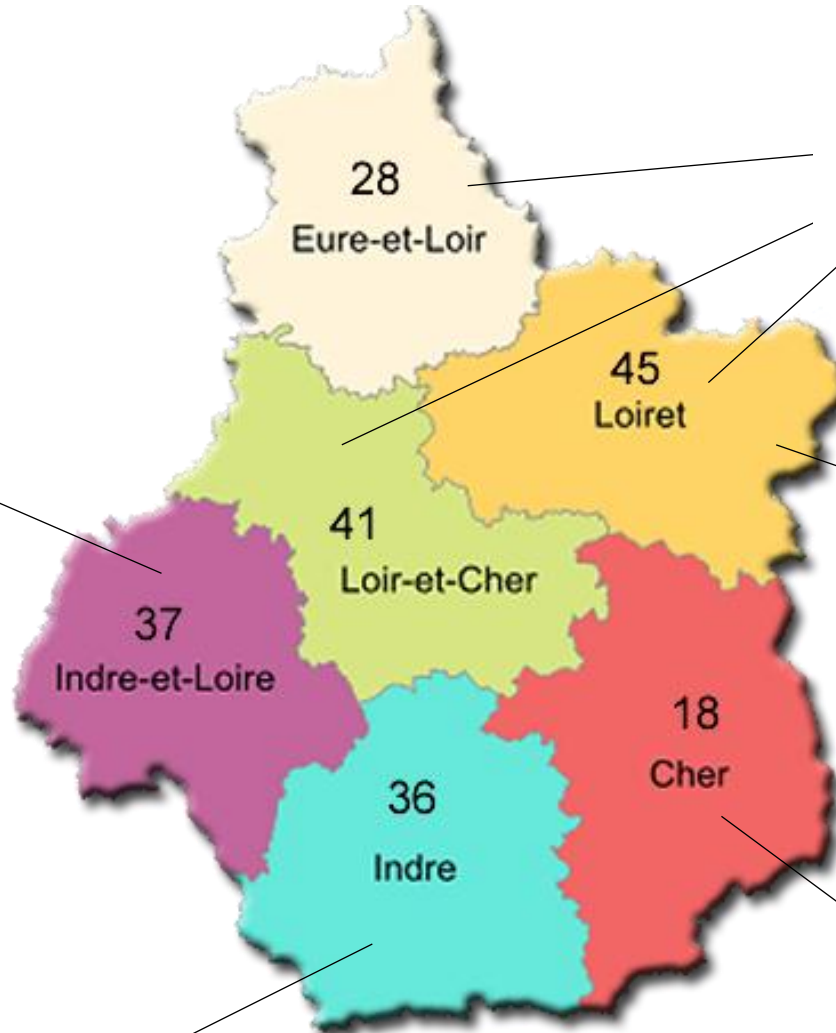 28
Eure-et-Loir
45
Loiret
41
Loir-et-Cher
37
Indre-et-Loire
18
Cher
36
Indre